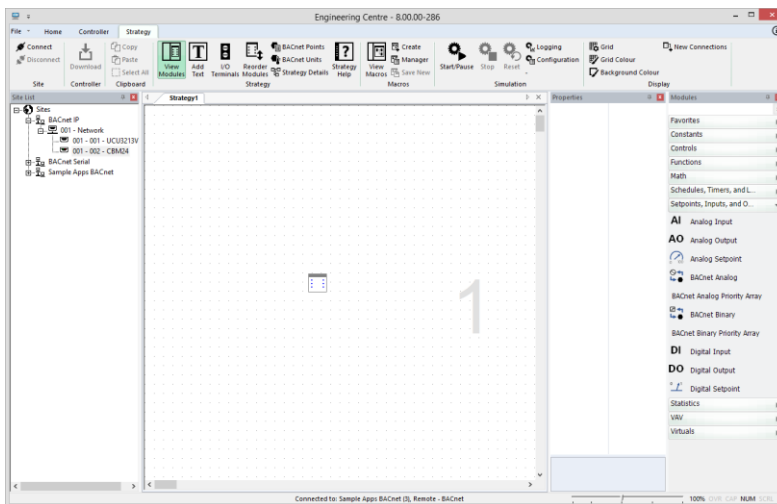 Engineering Centre - 8.00.00-286
File Home Controller Strategy
Connect
Disconnect
Site
Download
Controller
Copy
Paste
Select All
Clipboard
View Modules
Add Text
I/O Terminals
Reorder Modules
BACnet Points
BACnet Units
Strategy Details
Strategy Help
Strategy
View Macros
Create
Manager
Save New
Macros
Start/Pause
Stop
Reset
Logging
Configuration
Simulation
Grid
Grid Colour
Background Colour
New Connections
Display
Site List
Sites
BACnet IP
001 - Network
001 - 001 - UCU3213V
001 - 002 - CBM24
BACnet Serial
Sample Apps BACnet
Strategy1
1
Properties
Modules
Favorites
Constants
Controls
Functions
Math
Schedules, Timers, and L...
Setpoints, Inputs, and O...
AI Analog Input
AO Analog Output
Analog Setpoint
BACnet Analog
BACnet Analog Priority Array
BACnet Binary
BACnet Binary Priority Array
DI Digital Input
DO Digital Output
Digital Setpoint
Statistics
VAV
Virtuals
Connected to: Sample Apps BACnet (3), Remote - BACnet
100% OVR CAP NUM SCRL